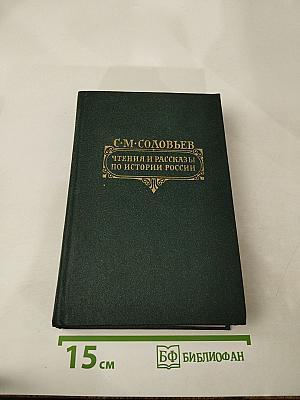 С·М·СОЛОВЬЕВ
ЧТЕНИЯ И РАССКАЗЫ
ПО ИСТОРИИ РОССИИ
15 см
БФ БИБЛИОФАН